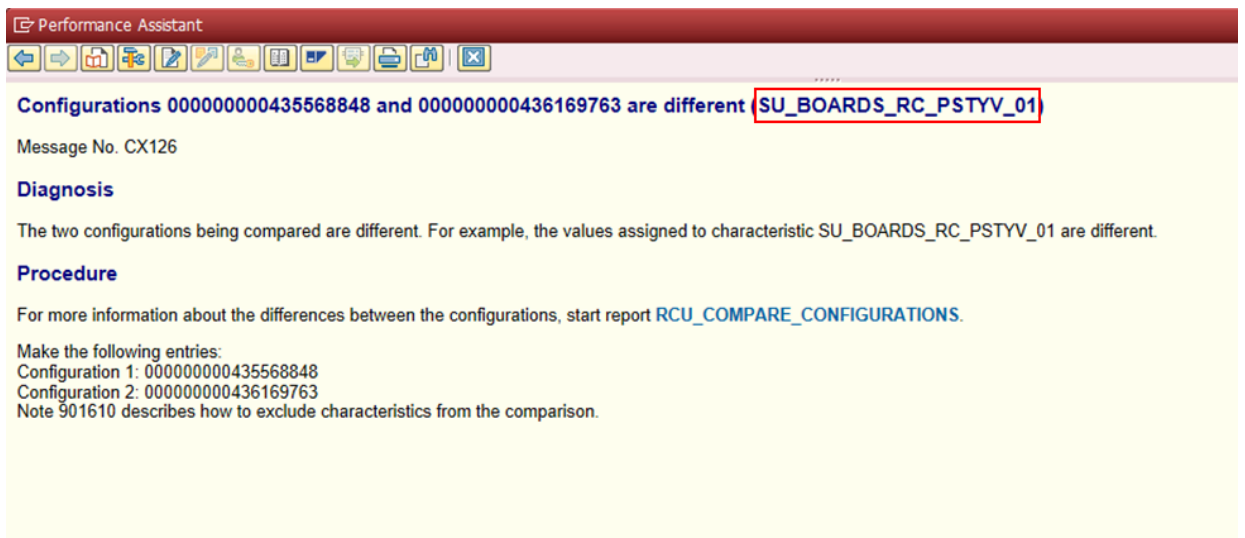 Performance Assistant
Configurations 000000000435568848 and 000000000436169763 are different (SU_BOARDS_RC_PSTYV_01)
Message No. CX126
Diagnosis
The two configurations being compared are different. For example, the values assigned to characteristic SU_BOARDS_RC_PSTYV_01 are different.
Procedure
For more information about the differences between the configurations, start report RCU_COMPARE_CONFIGURATIONS.
Make the following entries:
Configuration 1: 000000000435568848
Configuration 2: 000000000436169763
Note 901610 describes how to exclude characteristics from the comparison.